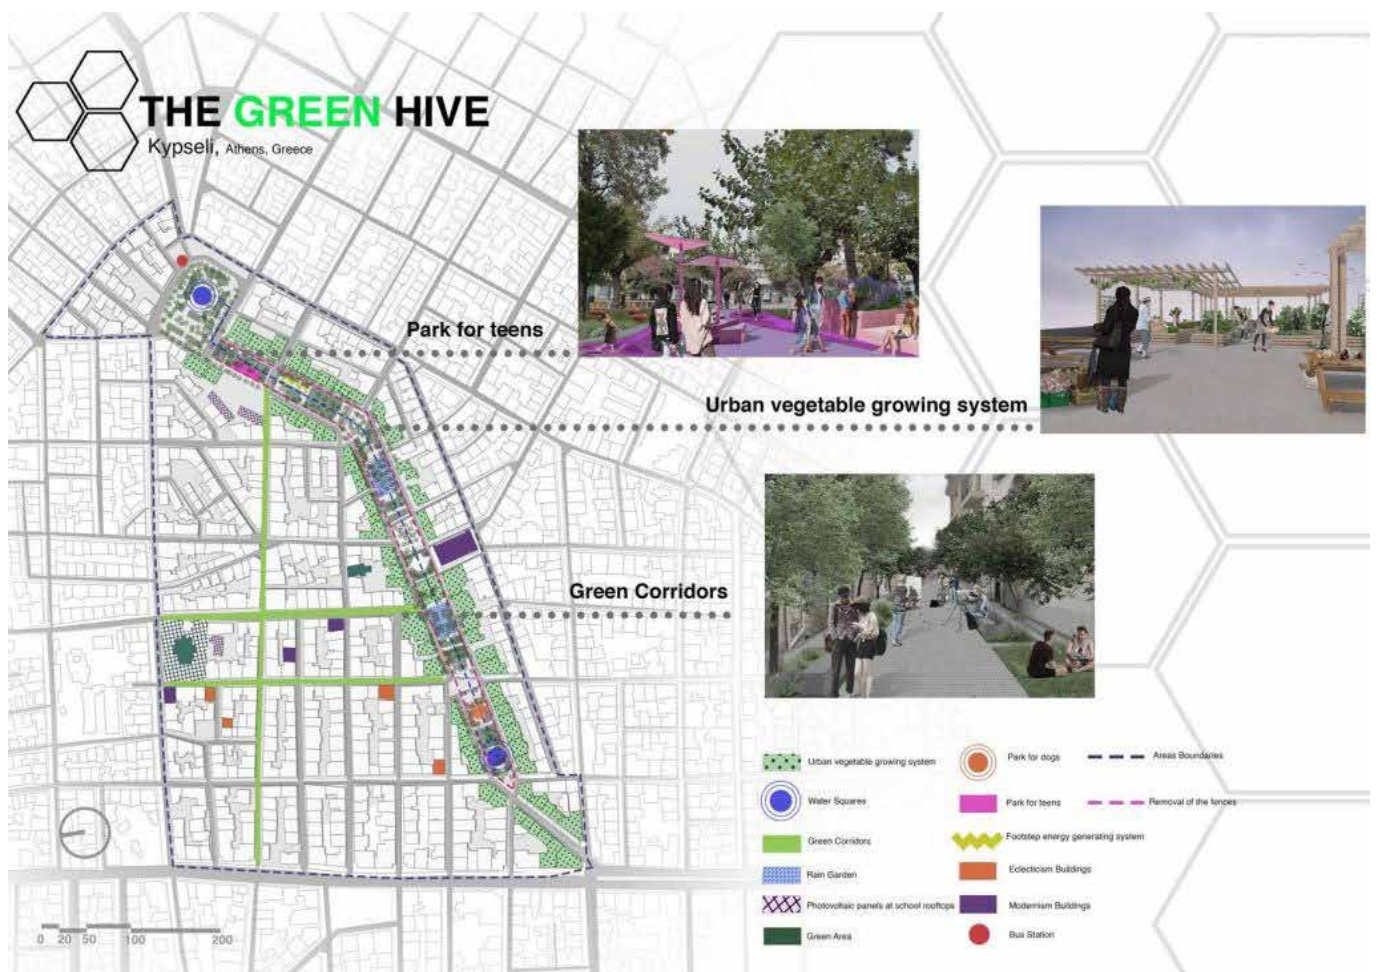 THE GREEN HIVE
Kypseli, Athens, Greece
Park for teens
Urban vegetable growing system
Green Corridors
Urban vegetable growing system
Water Squares
Green Corridors
Rain Garden
Photovoltaic panels at school rooftops
Green Area
Park for dogs
Park for teens
Footstep energy generating system
Eclecticism Buildings
Modernism Buildings
Bus Station
Areas Boundaries
Removal of the fences
0 20 50 100 200